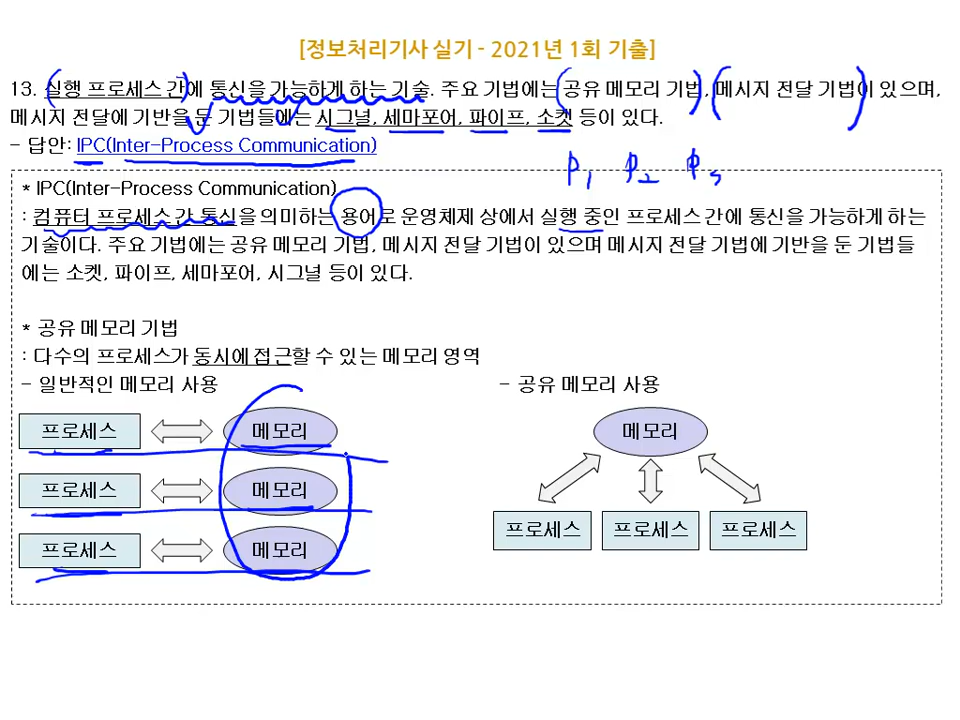 [정보처리기사 실기 - 2021년 1회 기출]
13. 실행 프로세스 간에 통신을 가능하게 하는 기술. 주요 기법에는 공유 메모리 기법, 메시지 전달 기법이 있으며,
메시지 전달에 기반을 둔 기법들에는 시그널, 세마포어, 파이프, 소켓 등이 있다.
- 답안: IPC(Inter-Process Communication)
P1 P2 P3
* IPC(Inter-Process Communication)
: 컴퓨터 프로세스 간 통신을 의미하는 용어로 운영체제 상에서 실행 중인 프로세스 간에 통신을 가능하게 하는
기술이다. 주요 기법에는 공유 메모리 기법, 메시지 전달 기법이 있으며 메시지 전달 기법에 기반을 둔 기법들
에는 소켓, 파이프, 세마포어, 시그널 등이 있다.
* 공유 메모리 기법
: 다수의 프로세스가 동시에 접근할 수 있는 메모리 영역
- 일반적인 메모리 사용
프로세스 메모리
프로세스 메모리
프로세스 메모리
- 공유 메모리 사용
메모리
프로세스 프로세스 프로세스